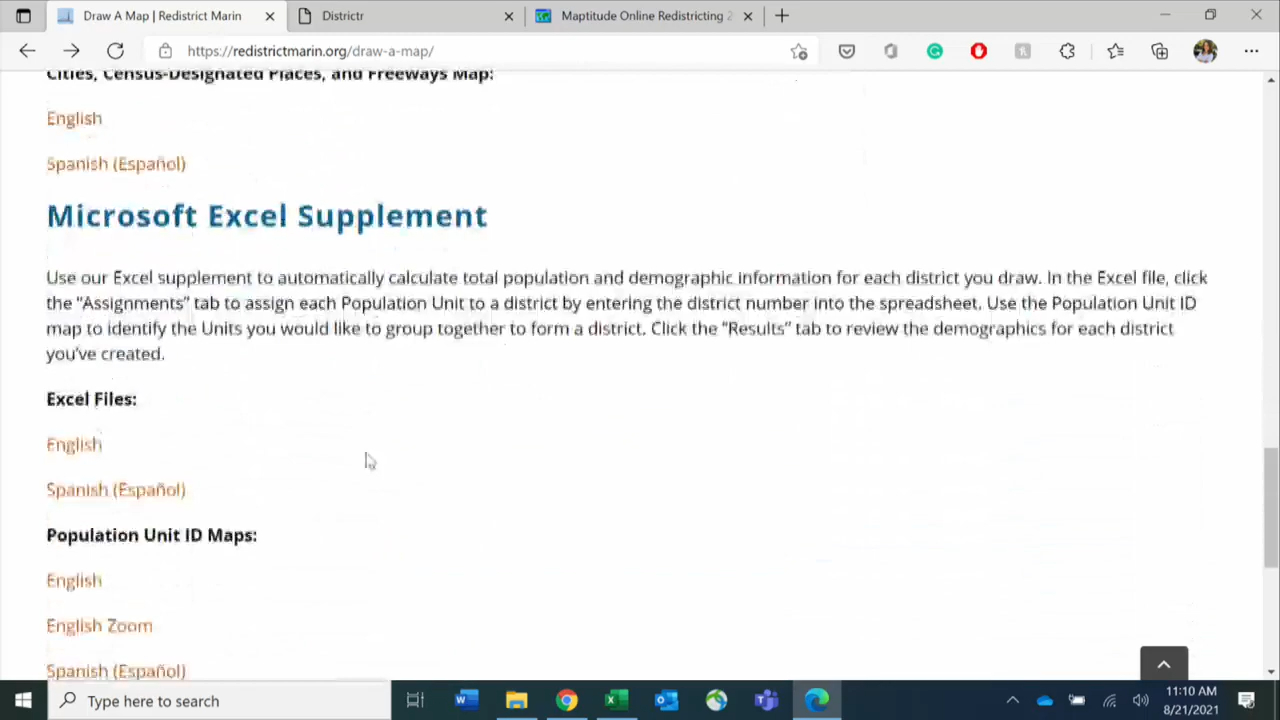 Draw A Map | Redistrict Marin
Districtr
Maptitude Online Redistricting 2
https://redistrictmarin.org/draw-a-map/
Cities, Census-Designated Places, and Freeways Map:
English
Spanish (Español)
Microsoft Excel Supplement
Use our Excel supplement to automatically calculate total population and demographic information for each district you draw. In the Excel file, click
the "Assignments" tab to assign each Population Unit to a district by entering the district number into the spreadsheet. Use the Population Unit ID
map to identify the Units you would like to group together to form a district. Click the "Results" tab to review the demographics for each district
you've created.
Excel Files:
English
Spanish (Español)
Population Unit ID Maps:
English
English Zoom
Spanish (Español)
Type here to search
11:10 AM
8/21/2021